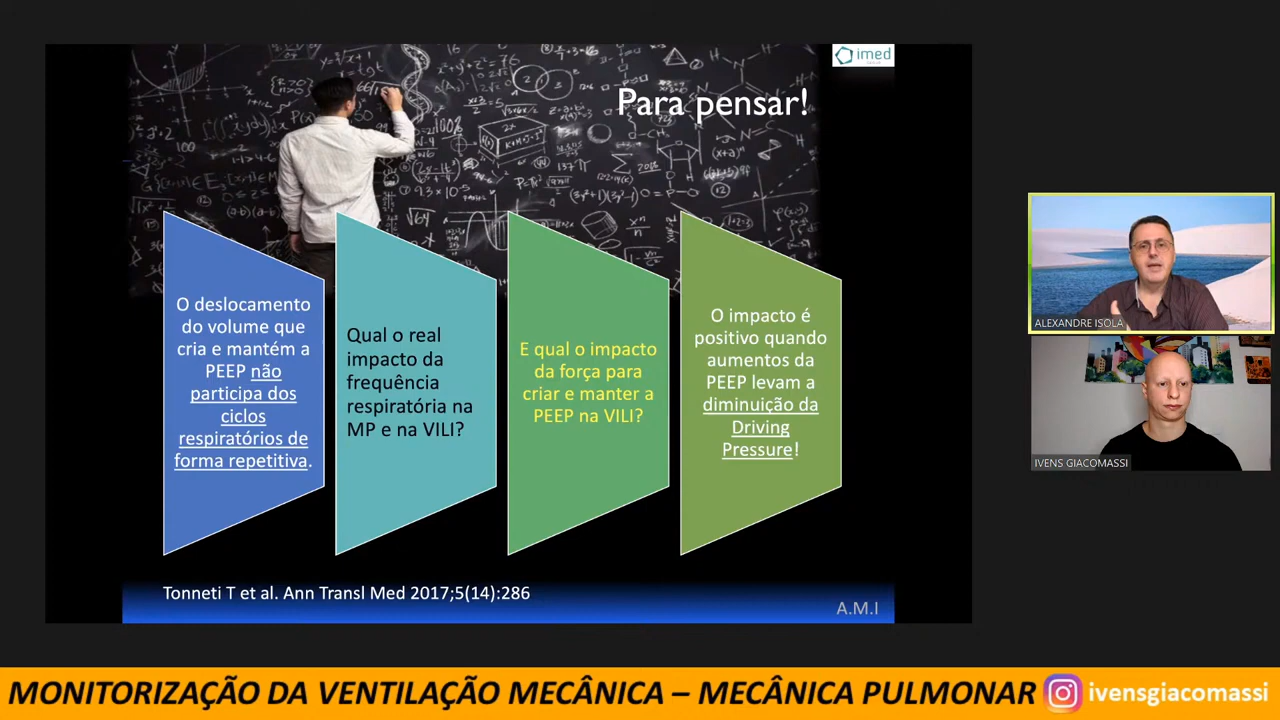 imed
Para pensar!
O deslocamento
do volume que
cria e mantém a
PEEP não
participa dos
ciclos
respiratórios de
forma repetitiva.
Qual o real
impacto da
frequência
respiratória na
MP e na VILI?
E qual o impacto
da força para
criar e manter a
PEEP na VILI?
O impacto é
positivo quando
aumentos da
PEEP levam a
diminuição da
Driving
Pressure!
Tonneti T et al. Ann Transl Med 2017;5(14):286
A.M.I
ALEXANDRE ISOLA
IVENS GIACOMASSI
MONITORIZAÇÃO DA VENTILAÇÃO MECÂNICA – MECÂNICA PULMONAR
ivensgiacomassi